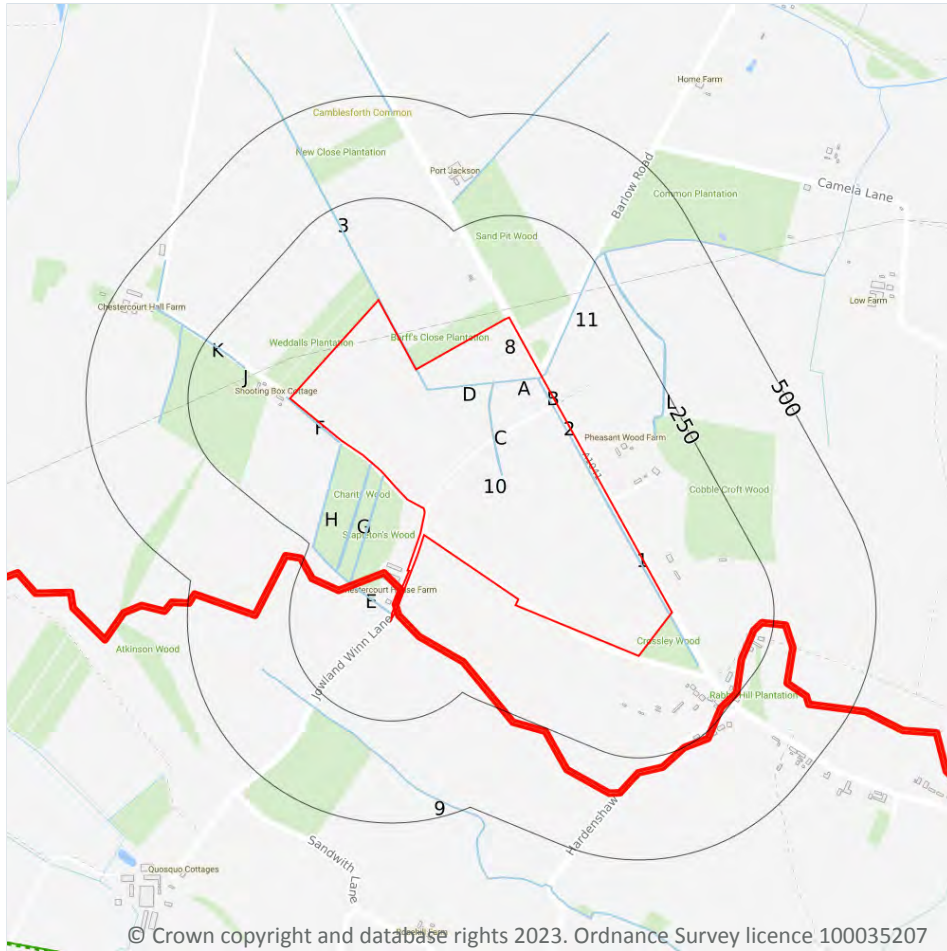 Camblesforth Common
New Close Plantation
Port Jackson
Home Farm
Barlow Road
Common Plantation
Camela Lane
3
Sand Pit Wood
Chestercourt Hall Farm
Low Farm
11
Weddalls Plantation
Barff's Close Plantation
8
K
J
Shooting Box Cottage
D
A
B
L
250
500
F
2
C
Pheasant Wood Farm
A1041
10
Cobble Croft Wood
H
G
Stapleton's Wood
1
E
Chestercourt House Farm
Jowland Winn Lane
Crossley Wood
Atkinson Wood
Rabbit Hill Plantation
9
Hardenshaw
Sandwith Lane
Quosquo Cottages
© Crown copyright and database rights 2023. Ordnance Survey licence 100035207